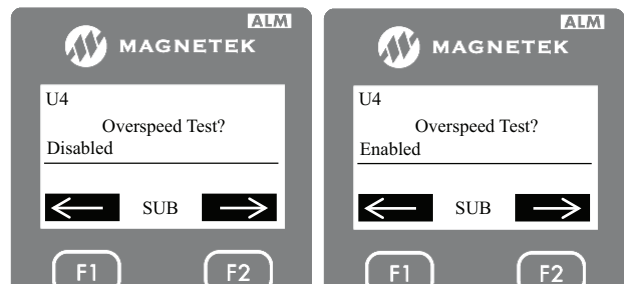 ALM
MAGNETEK
U4
Overspeed Test?
Disabled
SUB
F1 F2
ALM
MAGNETEK
U4
Overspeed Test?
Enabled
SUB
F1 F2